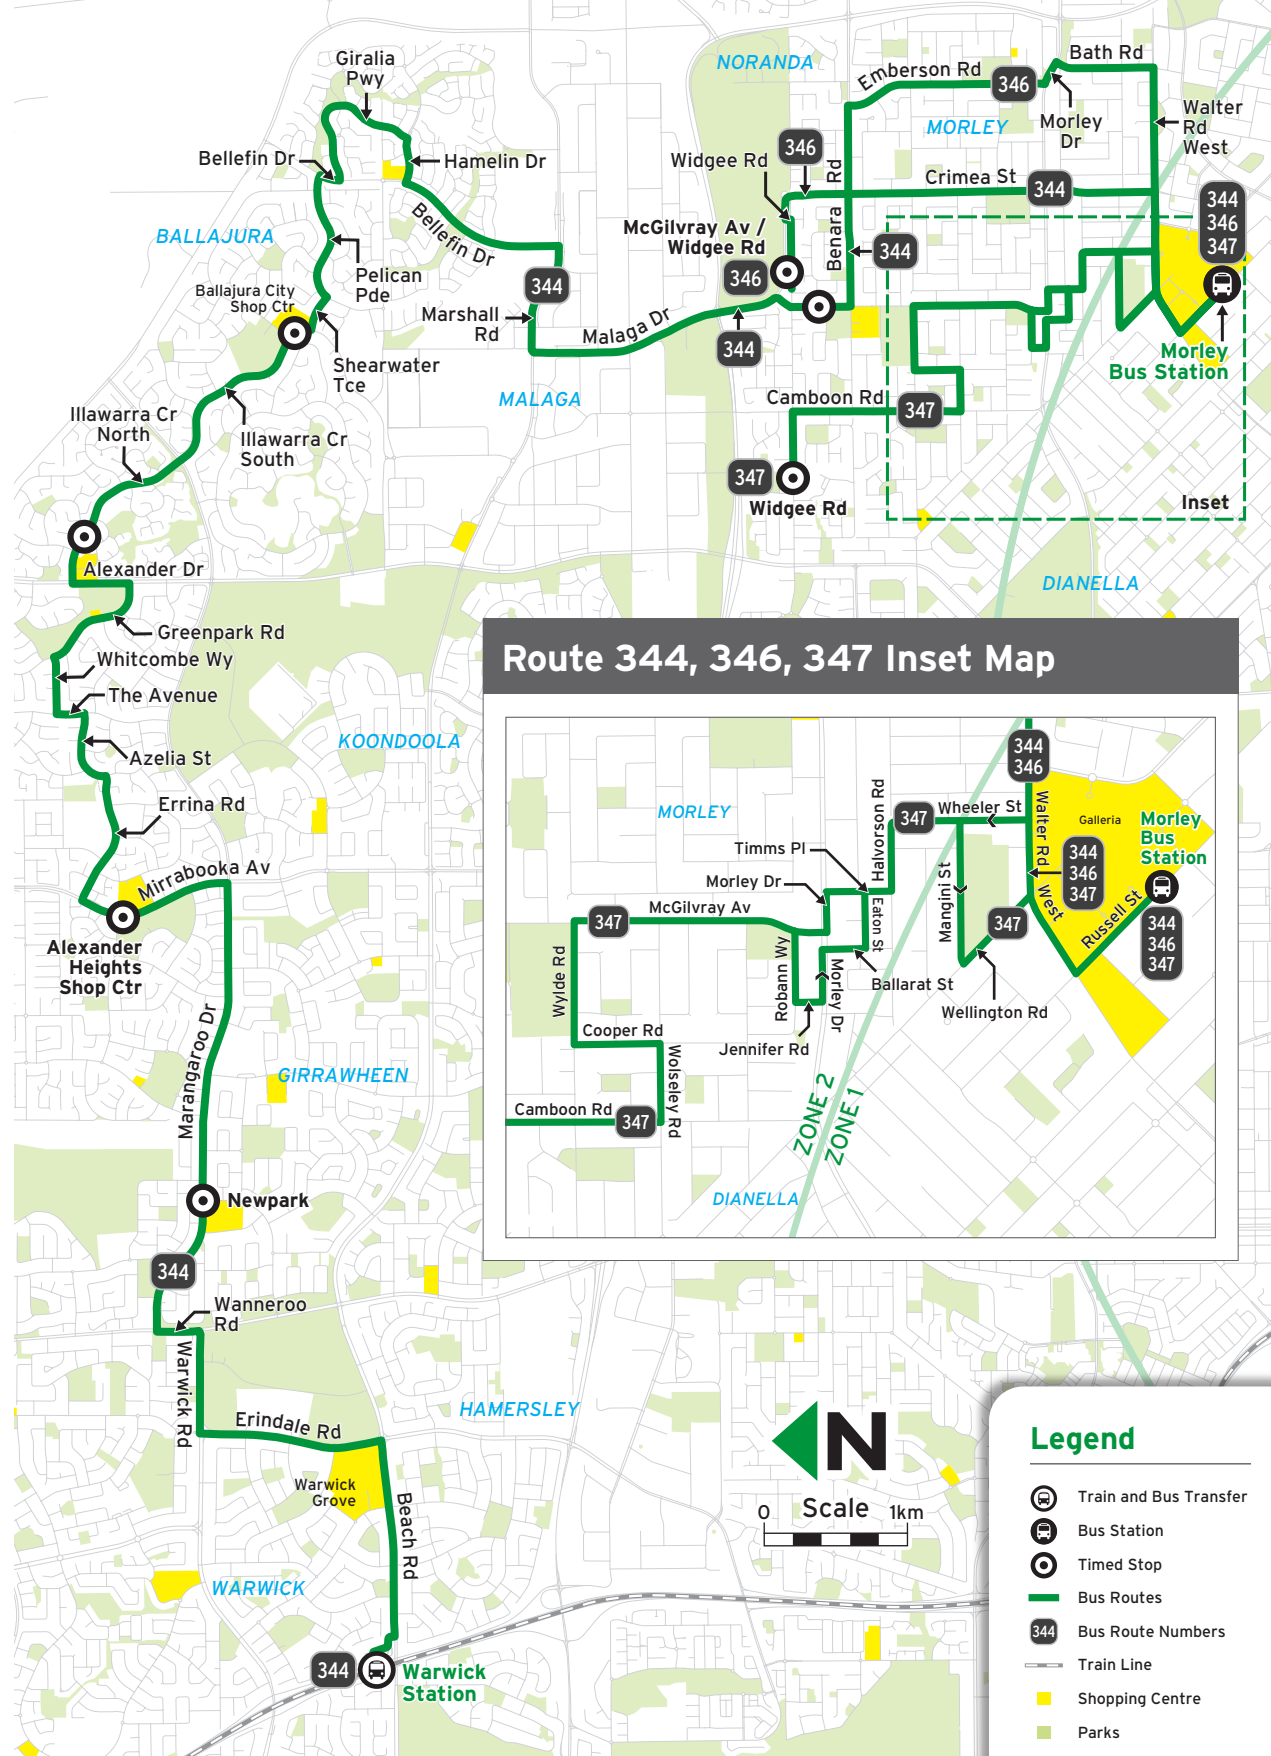 NORANDA
Bath Rd
Giralia
Pwy
Emberson Rd
346
Walter
Rd
West
MORLEY
Morley
Dr
346
Bellefin Dr
Hamelin Dr
Widgee Rd
Crimea St
344
Benara Rd
344
346
347
Bellefin Dr
McGilvray Av /
Widgee Rd
344
BALLAJURA
346
Pelican
Pde
Ballajura City
Shop Ctr
344
Marshall
Rd
Malaga Dr
344
Shearwater
Tce
Morley
Bus Station
MALAGA
Camboon Rd
347
Illawarra Cr
North
Illawarra Cr
South
347
Widgee Rd
Inset
Alexander Dr
DIANELLA
Greenpark Rd
Whitcombe Wy
The Avenue
Azelia St
KOONDOOLA
Errina Rd
Mirrabooka Av
Alexander
Heights
Shop Ctr
Marangaroo Dr
GIRRAWHEEN
Newpark
344
Wanneroo
Rd
Warwick Rd
Erindale Rd
HAMERSLEY
Warwick
Grove
Beach Rd
WARWICK
344
Warwick
Station
Route 344, 346, 347 Inset Map
344
346
MORLEY
Halvorson Rd
347
Wheeler St
Walter Rd West
Galleria
Morley
Bus
Station
Timms Pl
344
346
347
Morley Dr
McGilvray Av
347
Eaton St
Mangini St
347
Russell St
344
346
347
Wylde Rd
Robann Wy
Morley Dr
Ballarat St
Wellington Rd
Cooper Rd
Jennifer Rd
Wolseley Rd
Camboon Rd
347
ZONE 2
ZONE 1
DIANELLA
N
0 Scale 1km
Legend
Train and Bus Transfer
Bus Station
Timed Stop
Bus Routes
344 Bus Route Numbers
Train Line
Shopping Centre
Parks